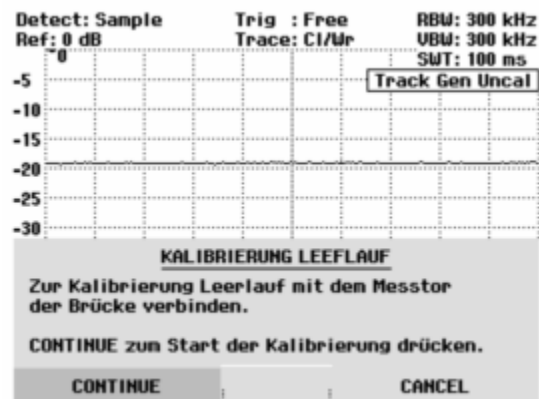 Detect: Sample Trig : Free RBW: 300 kHz
Ref: 0 dB Trace: Cl/Wr VBW: 300 kHz
0 SWT: 100 ms
-5 Track Gen Uncal
-10
-15
-20
-25
-30
KALIBRIERUNG LEEFLAUF
Zur Kalibrierung Leerlauf mit dem Messtor
der Brücke verbinden.
CONTINUE zum Start der Kalibrierung drücken.
CONTINUE CANCEL